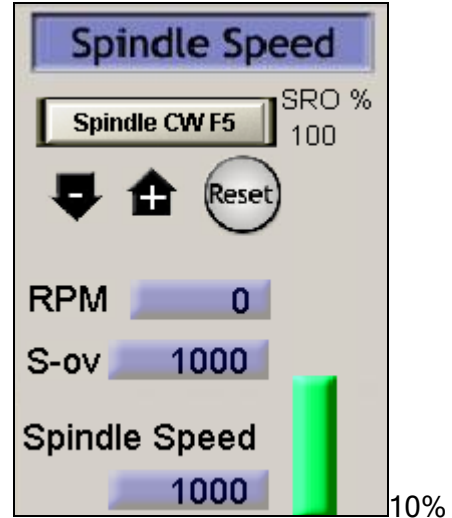 Spindle Speed
Spindle CW F5
SRO %
100
- + Reset
RPM 0
S-ov 1000
Spindle Speed
1000
10%